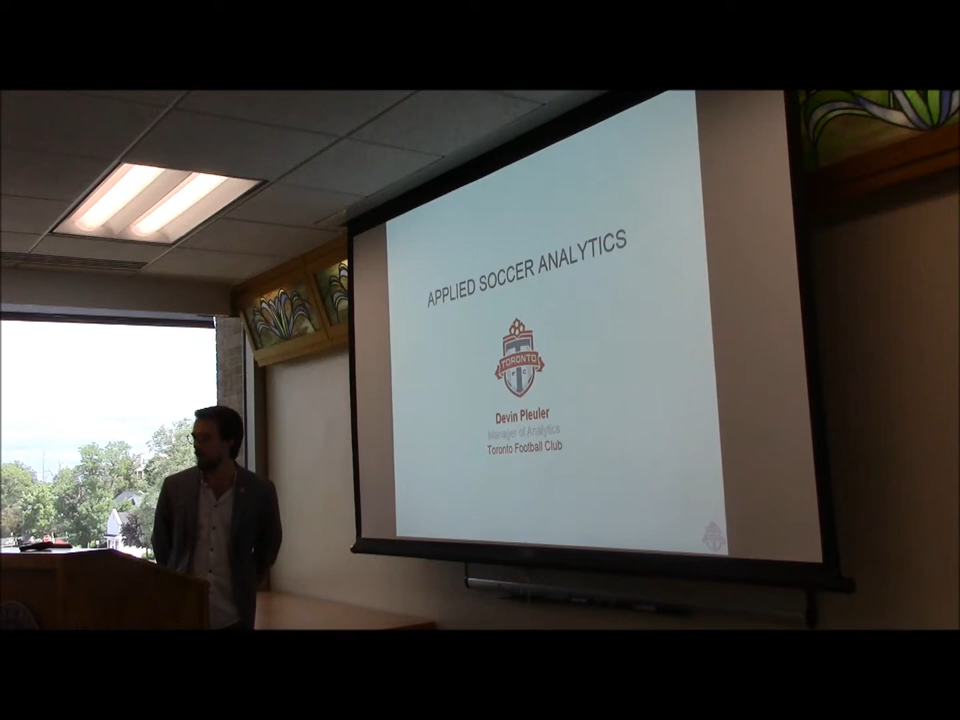 APPLIED SOCCER ANALYTICS
TORONTO
F C
Devin Pleuler
Manager of Analytics
Toronto Football Club